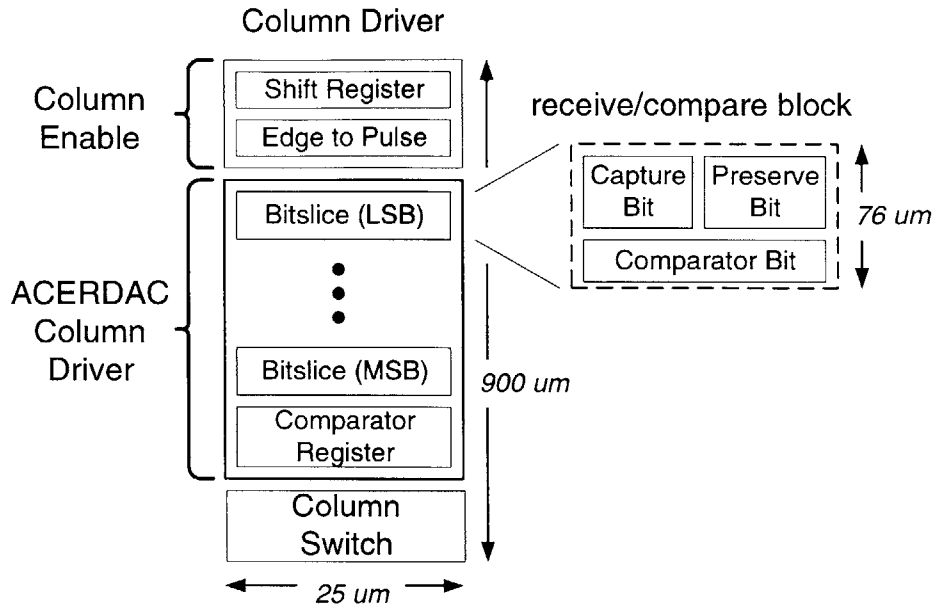 Column Driver
Column
Enable
Shift Register
Edge to Pulse
receive/compare block
Capture
Bit
Preserve
Bit
Comparator Bit
76 um
ACERDAC
Column
Driver
Bitslice (LSB)
Bitslice (MSB)
Comparator
Register
900 um
Column
Switch
25 um